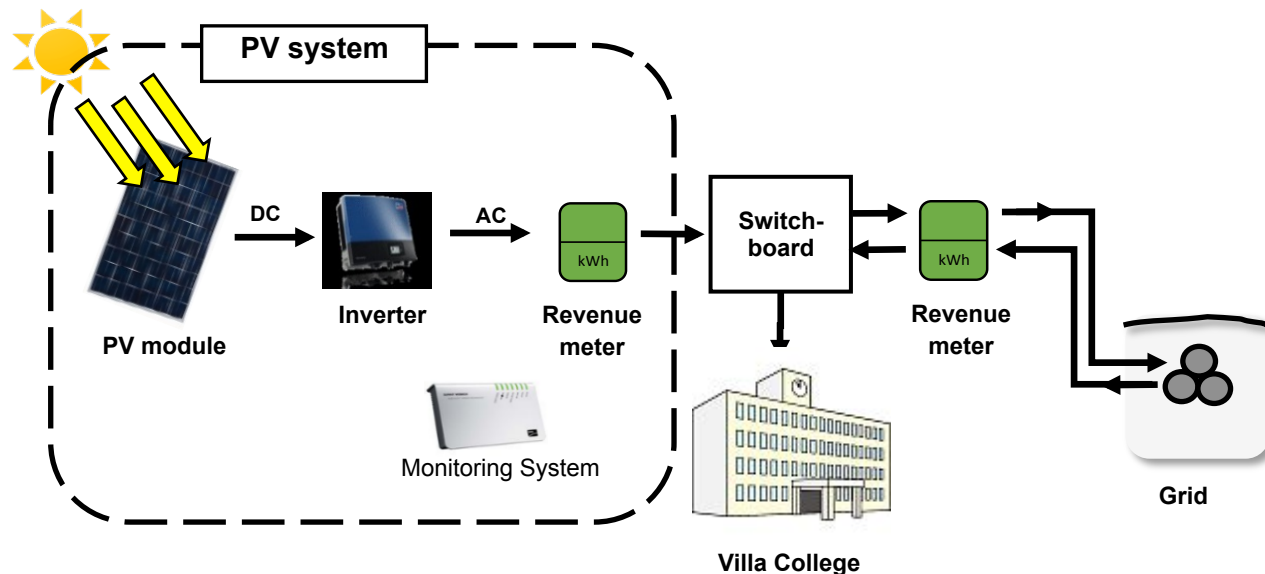 PV system
DC
AC
kWh
Switch-
board
kWh
Inverter
Revenue
meter
Revenue
meter
PV module
Monitoring System
Grid
Villa College